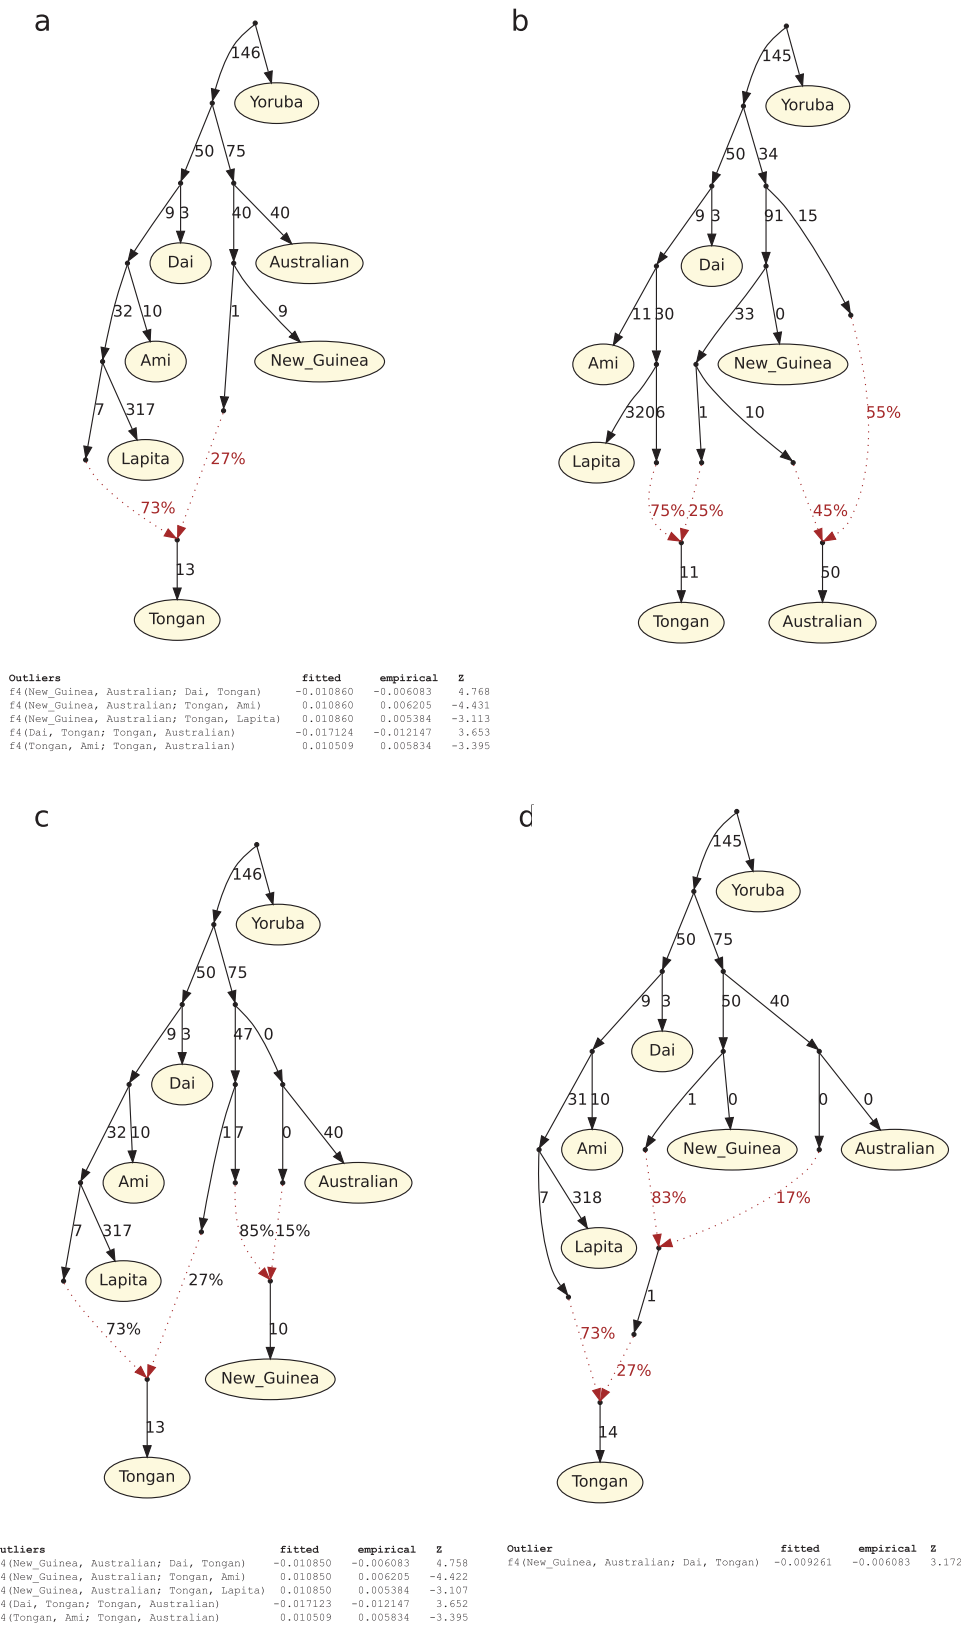 a
146
Yoruba
50 75
9 3 40 40
Dai Australian
32 10 1 9
Ami New_Guinea
7 317
Lapita 27%
73%
13
Tongan
Outliers fitted empirical Z
f4(New_Guinea, Australian; Dai, Tongan) -0.010860 -0.006083 4.768
f4(New_Guinea, Australian; Tongan, Ami) 0.010860 0.006205 -4.431
f4(New_Guinea, Australian; Tongan, Lapita) 0.010860 0.005384 -3.113
f4(Dai, Tongan; Tongan, Australian) -0.017124 -0.012147 3.653
f4(Tongan, Ami; Tongan, Australian) 0.010509 0.005834 -3.395
b
145
Yoruba
50 34
9 3 91 15
Dai
11 30 33 0
Ami New_Guinea
320 6 1 10 55%
Lapita
75% 25% 45%
11 50
Tongan Australian
c
146
Yoruba
50 75
9 3 47 0
Dai
32 10 17 0 40
Ami Australian
7 317 85% 15%
Lapita 27%
73% 10
New_Guinea
13
Tongan
utliers fitted empirical Z
4(New_Guinea, Australian; Dai, Tongan) -0.010850 -0.006083 4.758
4(New_Guinea, Australian; Tongan, Ami) 0.010850 0.006205 -4.422
4(New_Guinea, Australian; Tongan, Lapita) 0.010850 0.005384 -3.107
4(Dai, Tongan; Tongan, Australian) -0.017123 -0.012147 3.652
4(Tongan, Ami; Tongan, Australian) 0.010509 0.005834 -3.395
d
145
Yoruba
50 75
9 3 50 40
Dai
31 10 1 0 0 0
Ami New_Guinea Australian
7 318 83% 17%
Lapita
1
73%
27%
14
Tongan
Outlier fitted empirical Z
f4(New_Guinea, Australian; Dai, Tongan) -0.009261 -0.006083 3.172